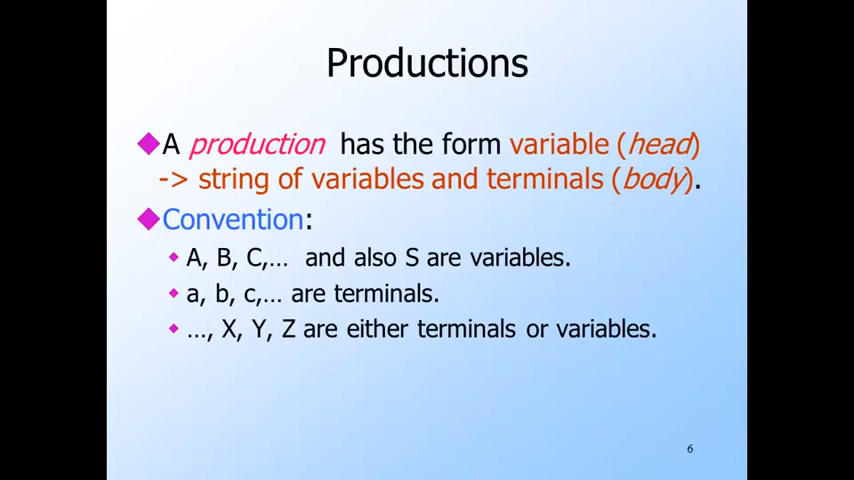 Productions
A production has the form variable (head)
-> string of variables and terminals (body).
Convention:
A, B, C,… and also S are variables.
a, b, c,… are terminals.
…, X, Y, Z are either terminals or variables.
6